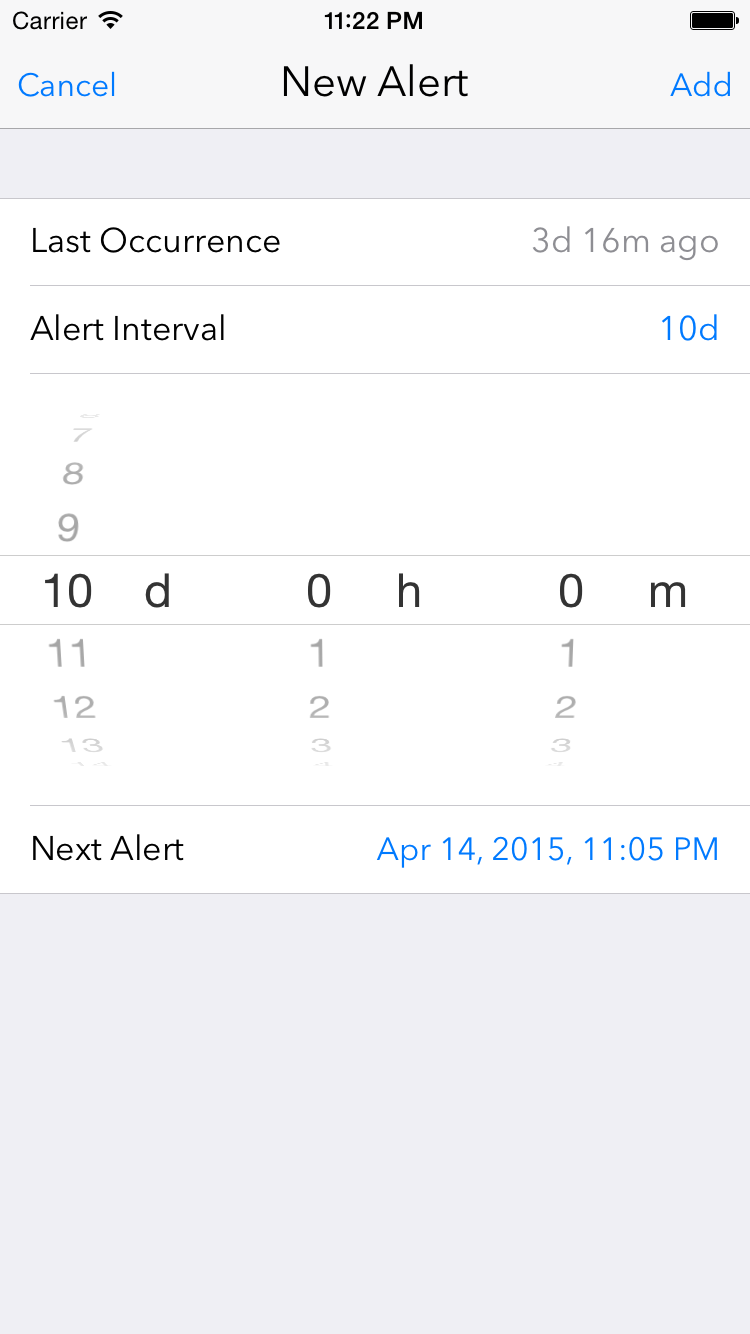 Carrier 11:22 PM
Cancel New Alert Add
Last Occurrence 3d 16m ago
Alert Interval 10d
7
8
9
10 d 0 h 0 m
11 1 1
12 2 2
13 3 3
Next Alert Apr 14, 2015, 11:05 PM